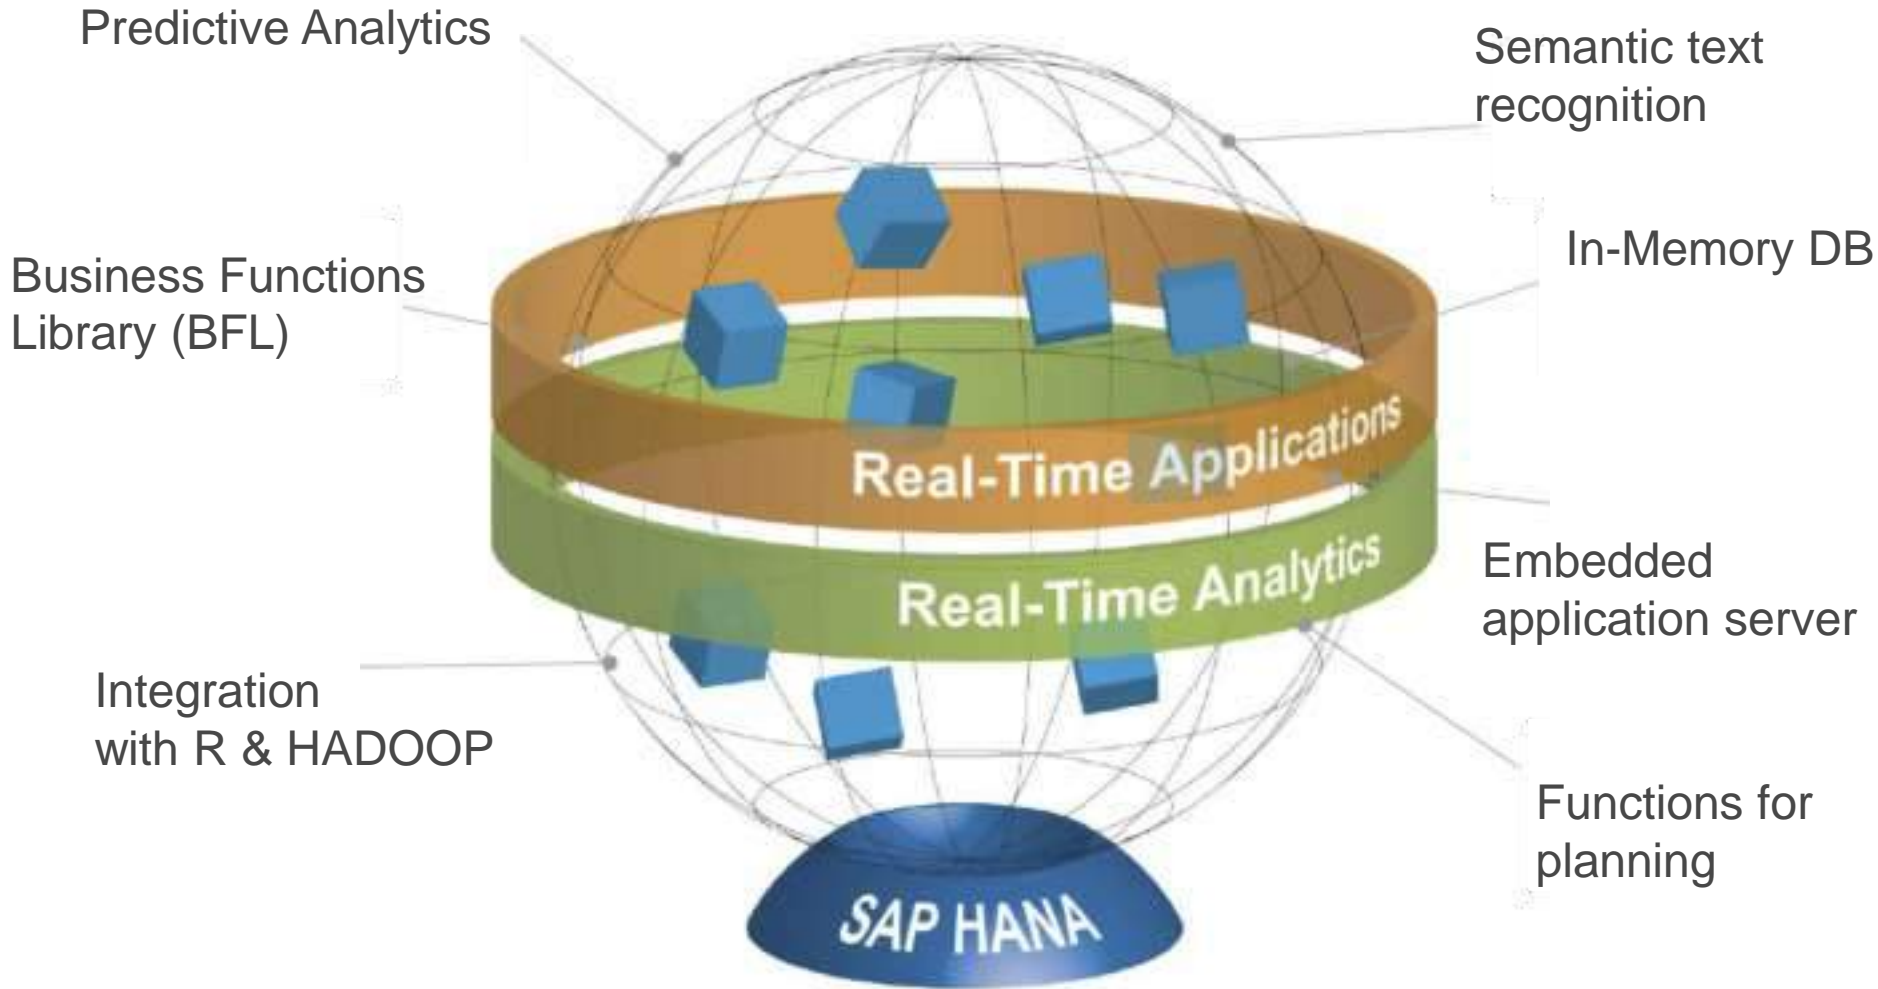 Predictive Analytics
Semantic text
recognition
Business Functions
Library (BFL)
In-Memory DB
Real-Time Applications
Real-Time Analytics
Embedded
application server
Integration
with R & HADOOP
Functions for
planning
SAP HANA